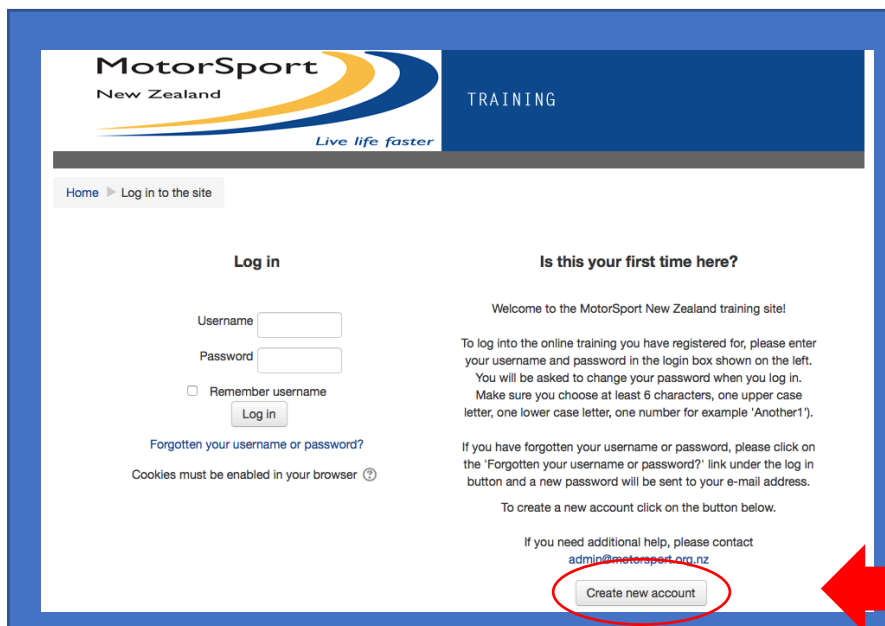 MotorSport
New Zealand
Live life faster
TRAINING
Home ▶ Log in to the site
Log in
Username
Password
Remember username
Log in
Forgotten your username or password?
Cookies must be enabled in your browser ?
Is this your first time here?
Welcome to the MotorSport New Zealand training site!
To log into the online training you have registered for, please enter
your username and password in the login box shown on the left.
You will be asked to change your password when you log in.
Make sure you choose at least 6 characters, one upper case
letter, one lower case letter, one number for example 'Another1').
If you have forgotten your username or password, please click on
the 'Forgotten your username or password?' link under the log in
button and a new password will be sent to your e-mail address.
To create a new account click on the button below.
If you need additional help, please contact
admin@motorsport.org.nz
Create new account